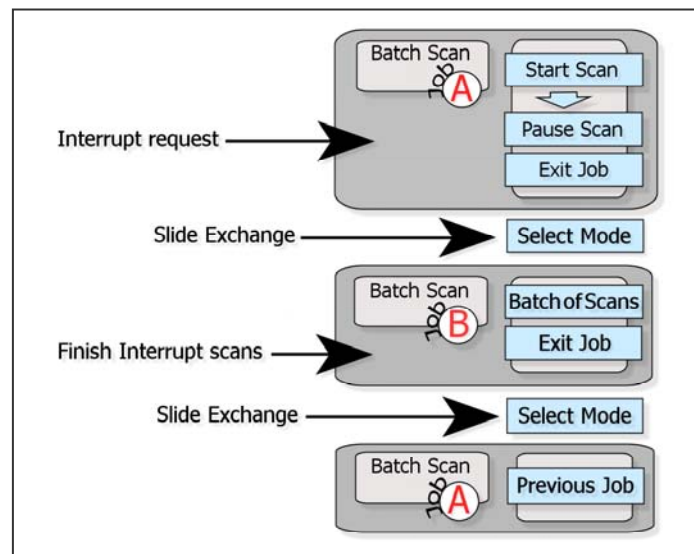 Batch Scan
Job A
Start Scan
Interrupt request
Pause Scan
Exit Job
Slide Exchange
Select Mode
Batch Scan
Job B
Batch of Scans
Finish Interrupt scans
Exit Job
Slide Exchange
Select Mode
Batch Scan
Job A
Previous Job